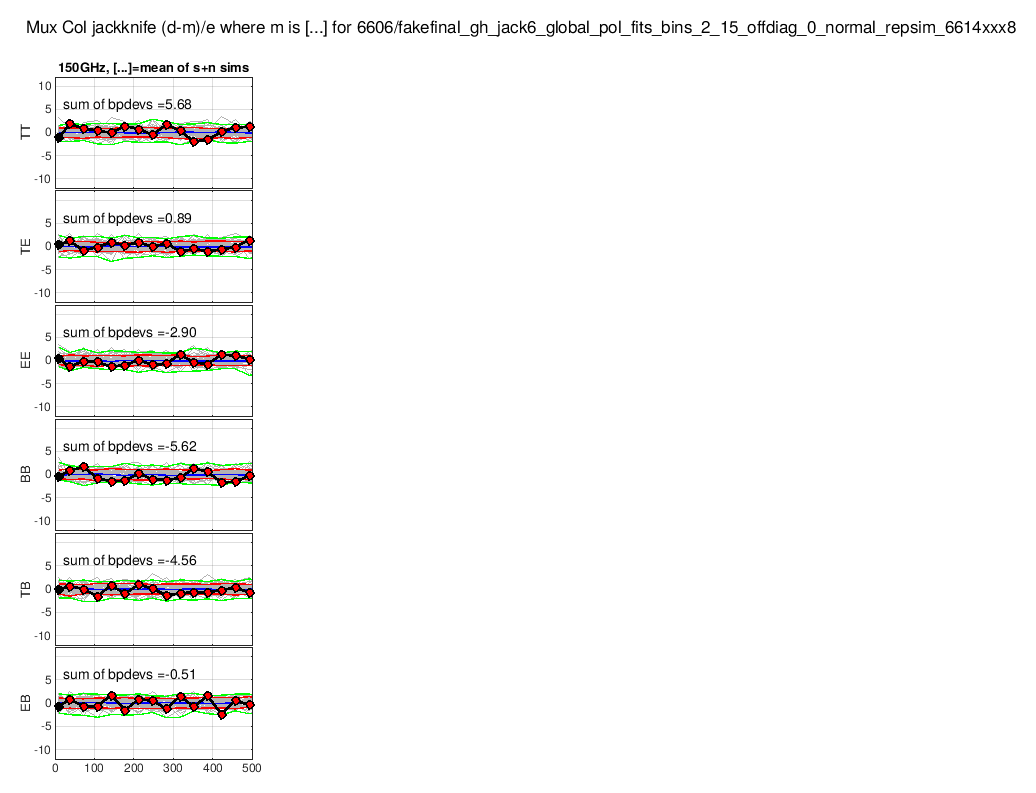 Mux Col jackknife (d-m)/e where m is [...] for 6606/fakefinal_gh_jack6_global_pol_fits_bins_2_15_offdiag_0_normal_repsim_6614xxx8
150GHz, [...]=mean of s+n sims
10
5
0
-5
-10
TT
sum of bpdevs =5.68
5
0
-5
-10
TE
sum of bpdevs =0.89
5
0
-5
-10
EE
sum of bpdevs =-2.90
5
0
-5
-10
BB
sum of bpdevs =-5.62
5
0
-5
-10
TB
sum of bpdevs =-4.56
5
0
-5
-10
EB
sum of bpdevs =-0.51
0 100 200 300 400 500